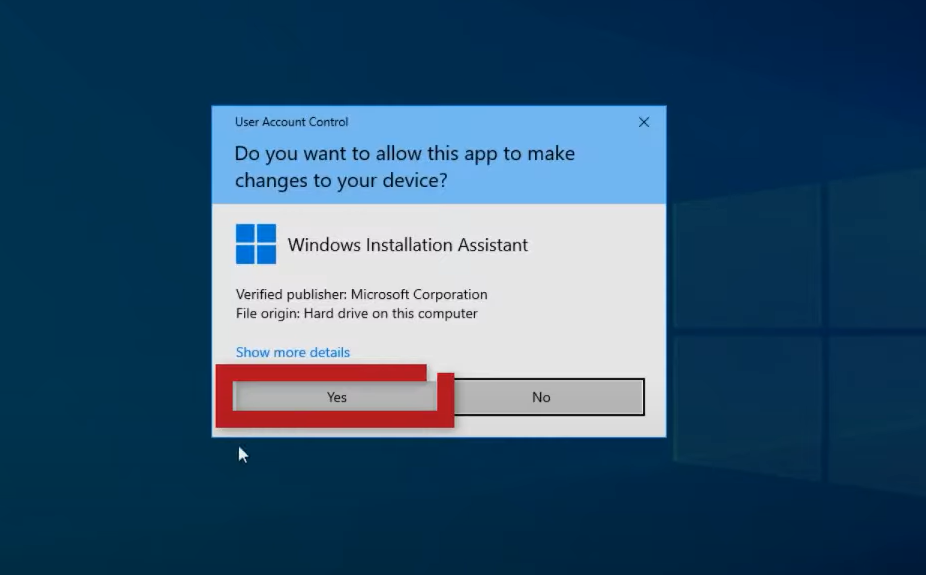 User Account Control
Do you want to allow this app to make
changes to your device?
Windows Installation Assistant
Verified publisher: Microsoft Corporation
File origin: Hard drive on this computer
Show more details
Yes
No